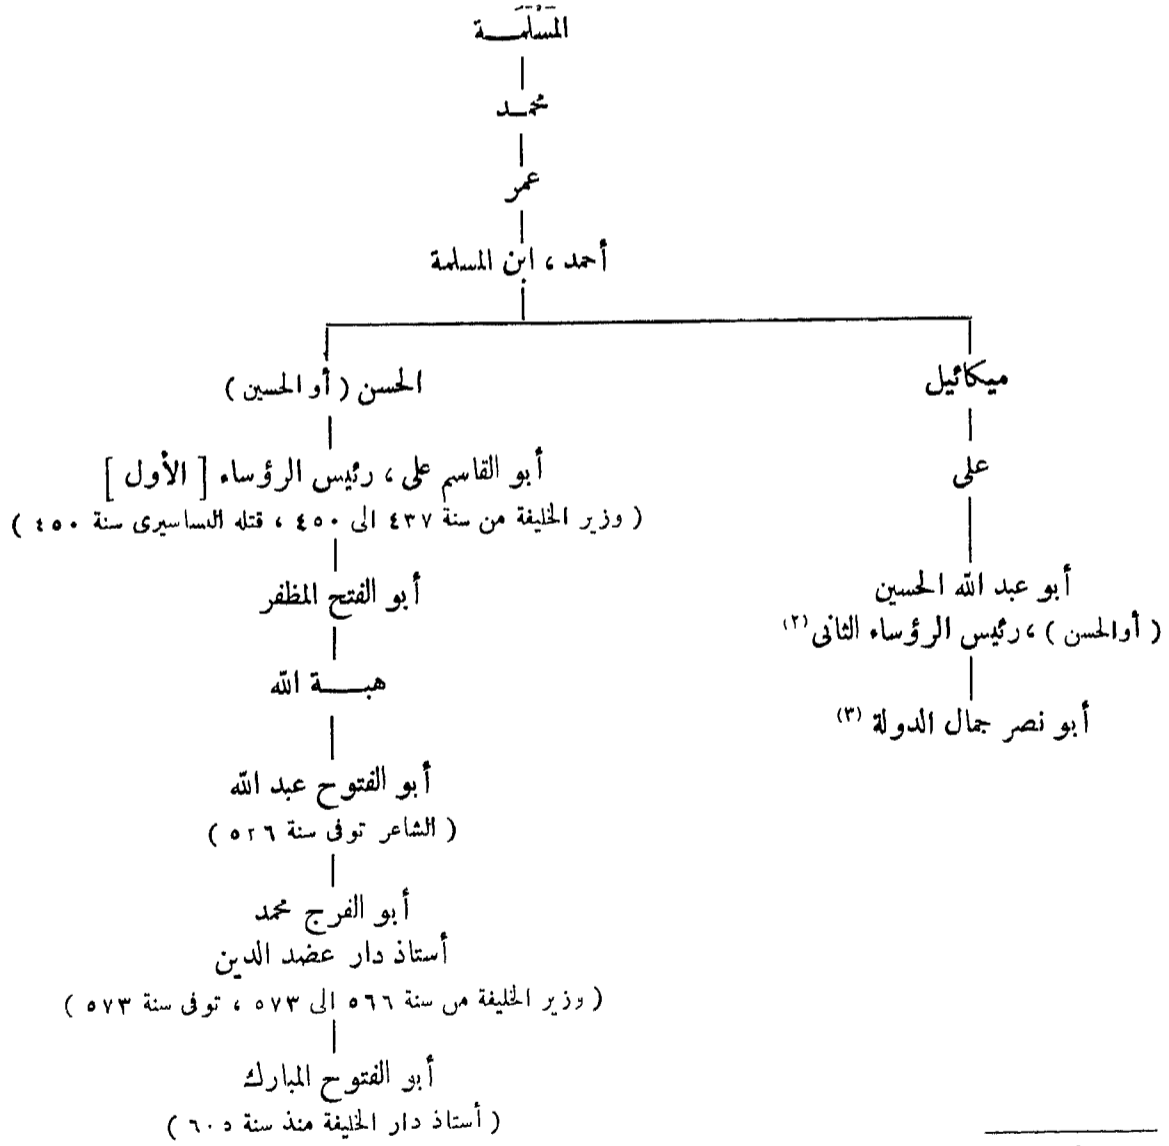 المَسْلَمَــة
محمـد
عمر
أحمد ، ابن المسلمة
ميكائيل
على
أبو عبد الله الحسين
( أو الحسن ) ، رئيس الرؤساء الثانى (٢)
أبو نصر جمال الدولة (٣)
الحسن ( أو الحسين )
أبو القاسم على ، رئيس الرؤساء [ الأول ]
( وزير الخليفة من سنة ٤٣٧ الى ٤٥٠ ، قتله البساسيرى سنة ٤٥٠ )
أبو الفتح المظفر
هبــة الله
أبو الفتوح عبد الله
( الشاعر توفى سنة ٥٢٦ )
أبو الفرج محمد
أستاذ دار عضد الدين
( وزير الخليفة من سنة ٥٦٦ الى ٥٧٣ ، توفى سنة ٥٧٣ )
أبو الفتوح المبارك
( أستاذ دار الخليفة منذ سنة ٦٠٥ )